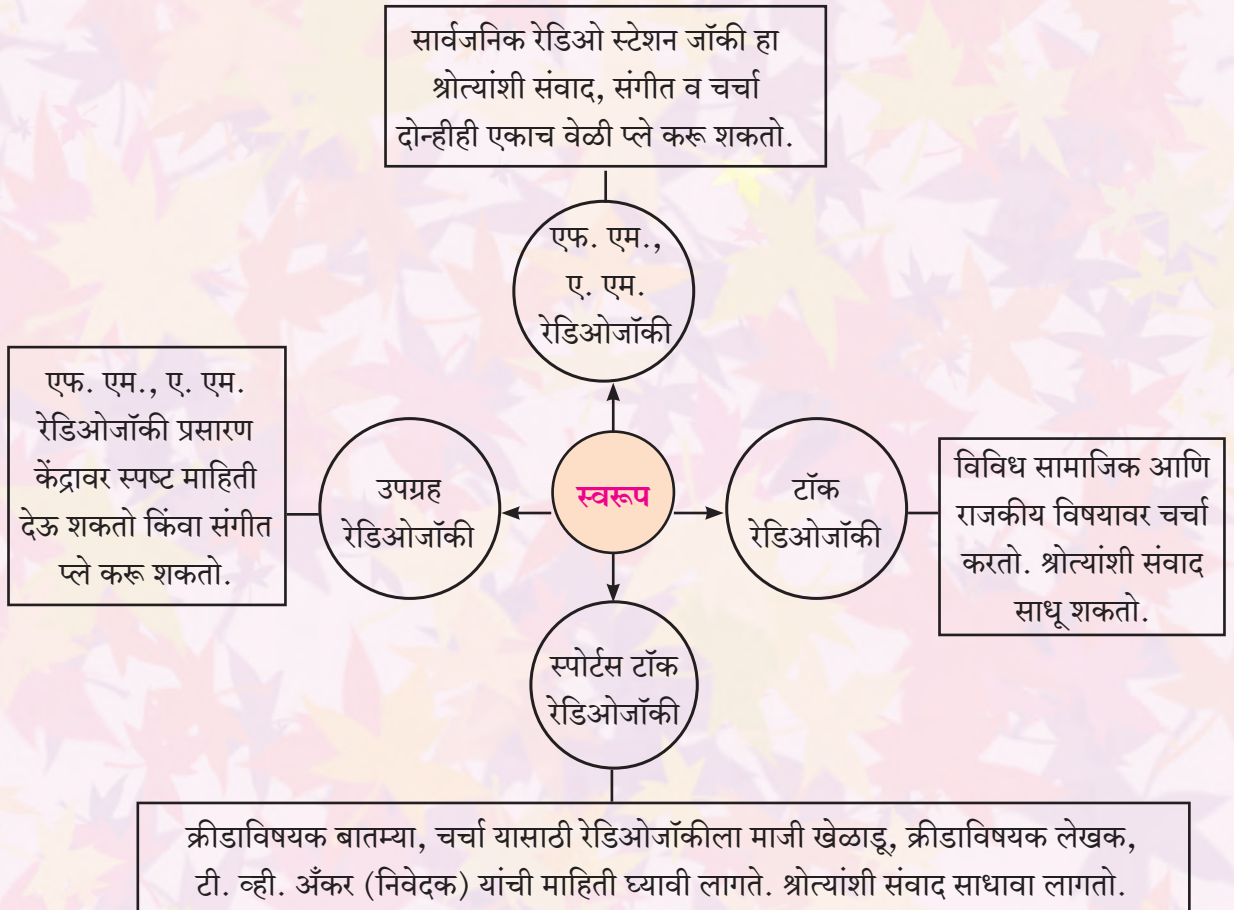 सार्वजनिक रेडिओ स्टेशन जॉकी हा
श्रोत्यांशी संवाद, संगीत व चर्चा
दोन्हीही एकाच वेळी प्ले करू शकतो.
एफ. एम.,
ए. एम.
रेडिओजॉकी
एफ. एम., ए. एम.
रेडिओजॉकी प्रसारण
केंद्रावर स्पष्ट माहिती
देऊ शकतो किंवा संगीत
प्ले करू शकतो.
उपग्रह
रेडिओजॉकी
स्वरूप
टॉक
रेडिओजॉकी
विविध सामाजिक आणि
राजकीय विषयावर चर्चा
करतो. श्रोत्यांशी संवाद
साधू शकतो.
स्पोर्टस टॉक
रेडिओजॉकी
क्रीडाविषयक बातम्या, चर्चा यासाठी रेडिओजॉकीला माजी खेळाडू, क्रीडाविषयक लेखक,
टी. व्ही. अँकर (निवेदक) यांची माहिती घ्यावी लागते. श्रोत्यांशी संवाद साधावा लागतो.